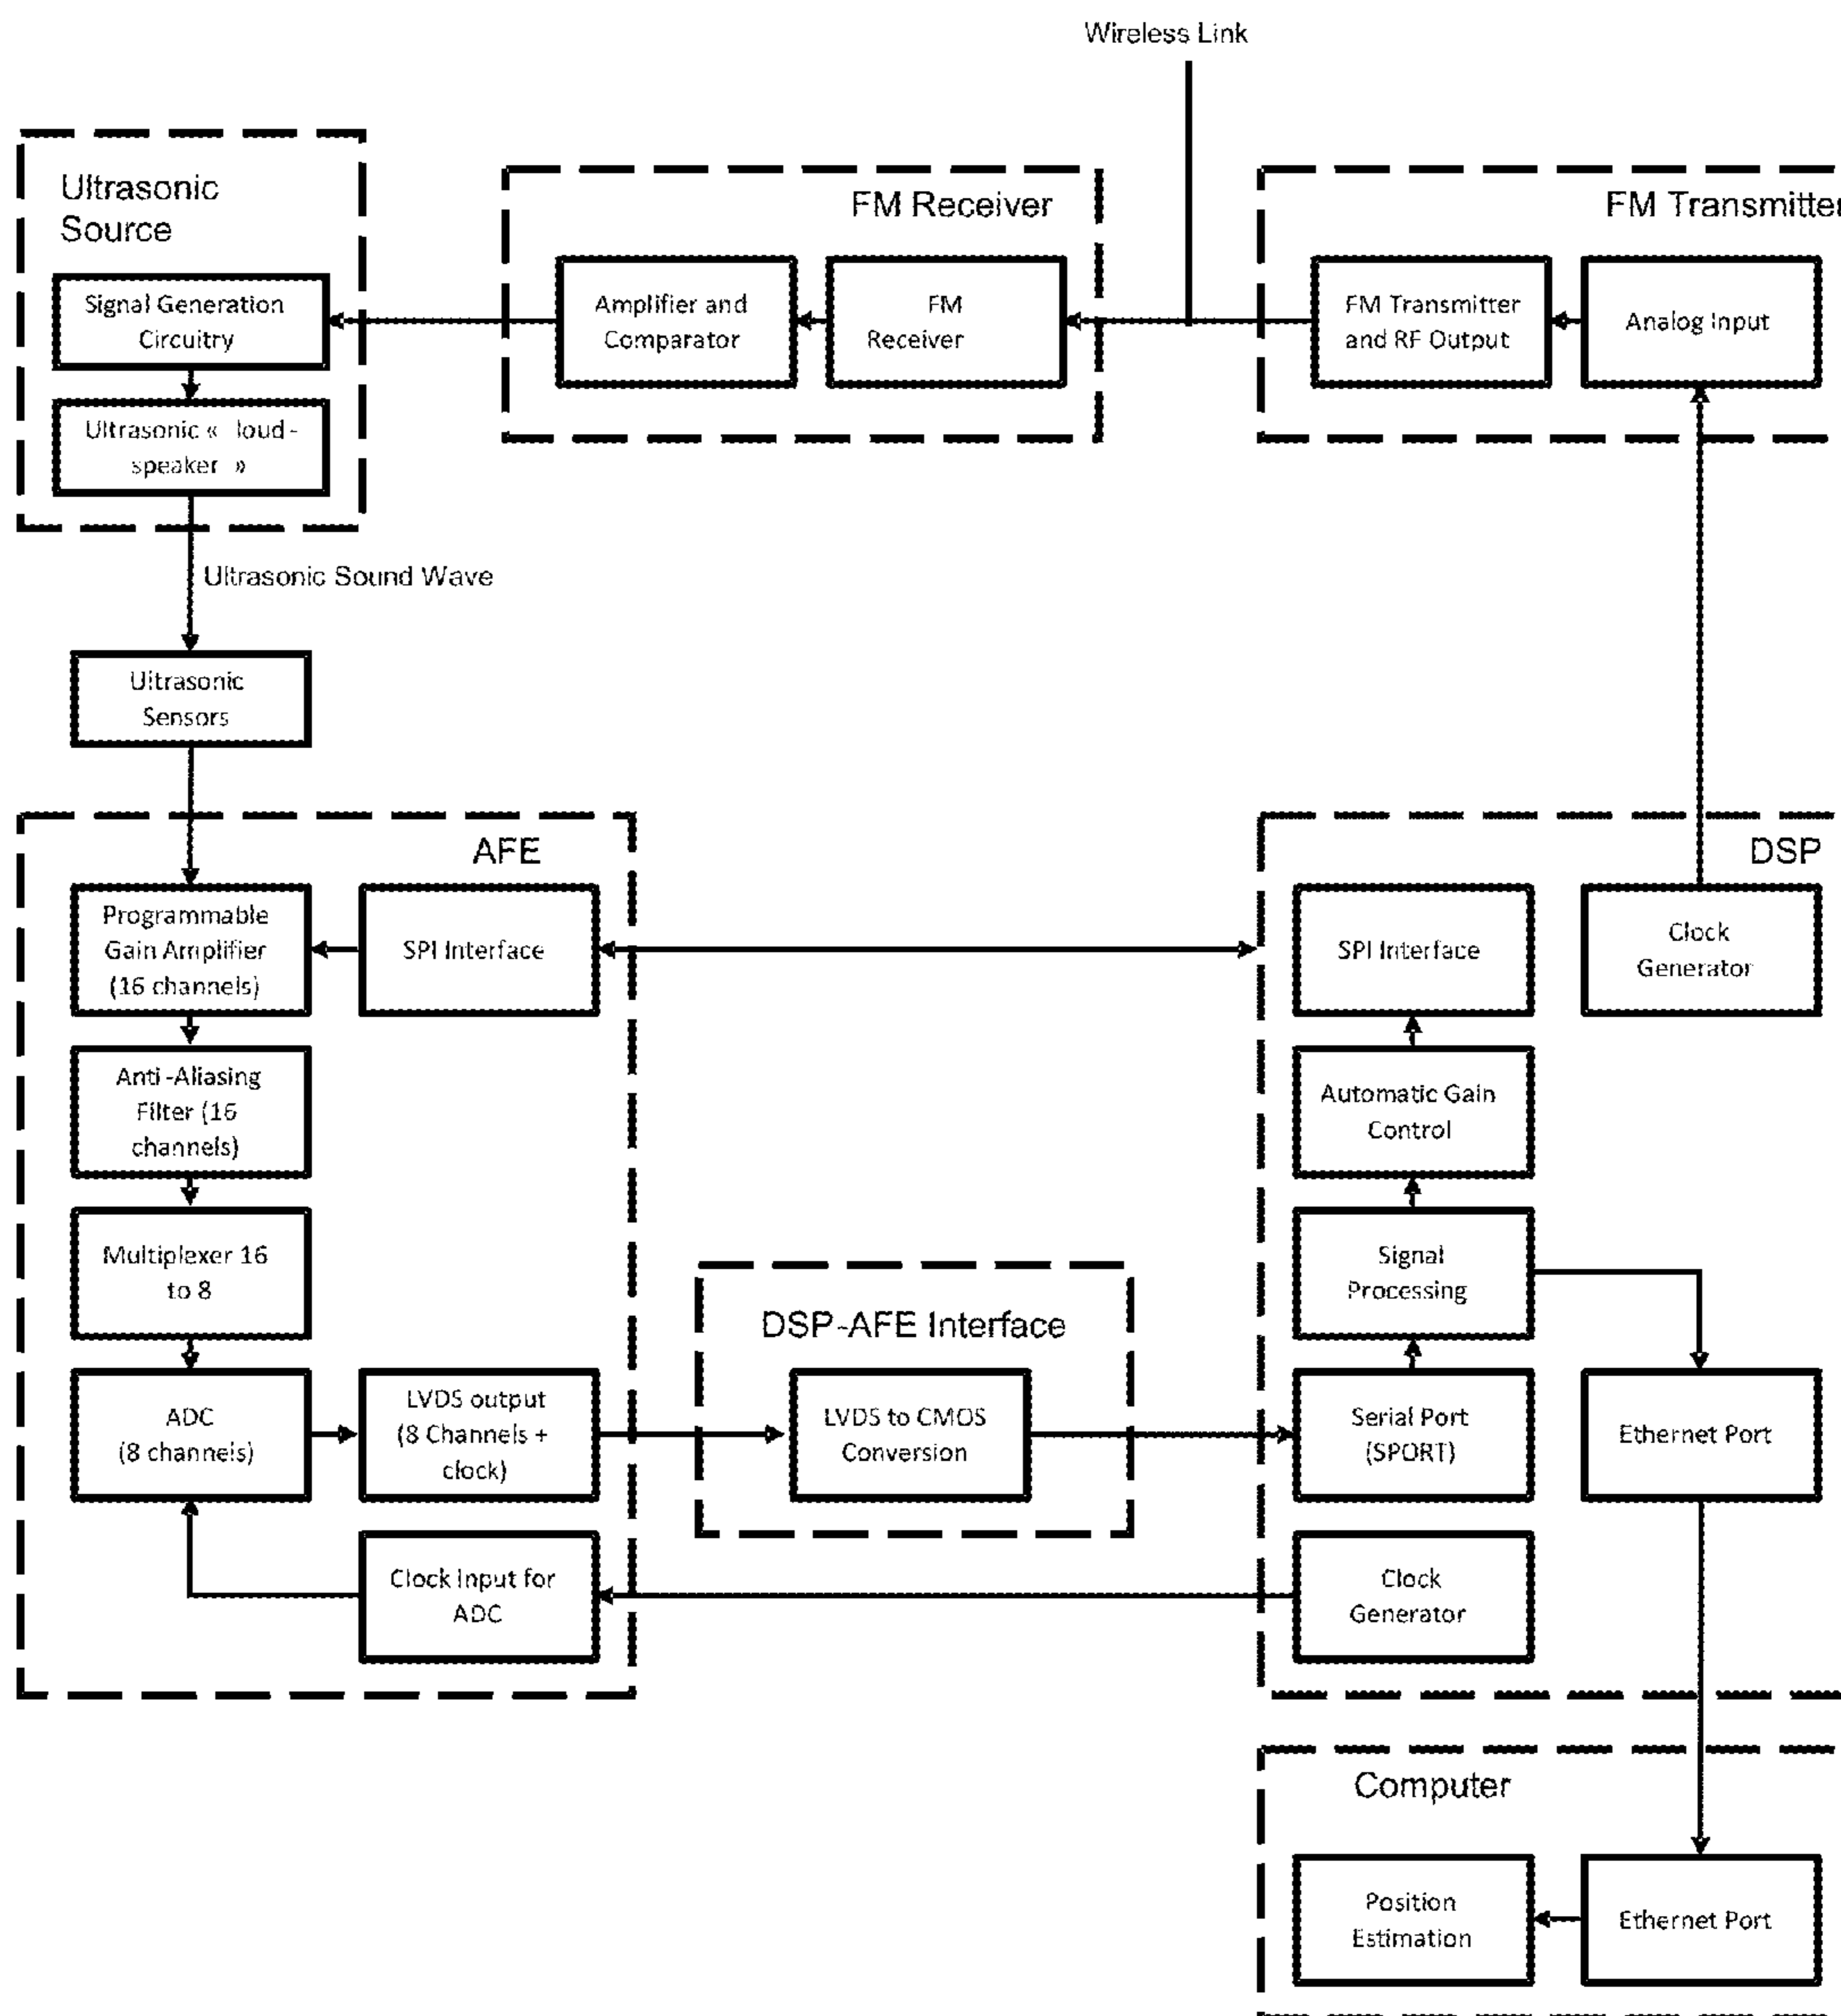 Wireless Link
Ultrasonic
Source
Signal Generation
Circuitry
Ultrasonic « loud-
speaker »
FM Receiver
Amplifier and
Comparator
FM
Receiver
FM Transmitter
FM Transmitter
and RF Output
Analog Input
Ultrasonic Sound Wave
Ultrasonic
Sensors
AFE
Programmable
Gain Amplifier
(16 channels)
SPI Interface
Anti-Aliasing
Filter (16
channels)
Multiplexer 16
to 8
ADC
(8 channels)
LVDS output
(8 Channels +
clock)
Clock Input for
ADC
DSP-AFE Interface
LVDS to CMOS
Conversion
DSP
SPI Interface
Clock
Generator
Automatic Gain
Control
Signal
Processing
Serial Port
(SPORT)
Ethernet Port
Clock
Generator
Computer
Position
Estimation
Ethernet Port